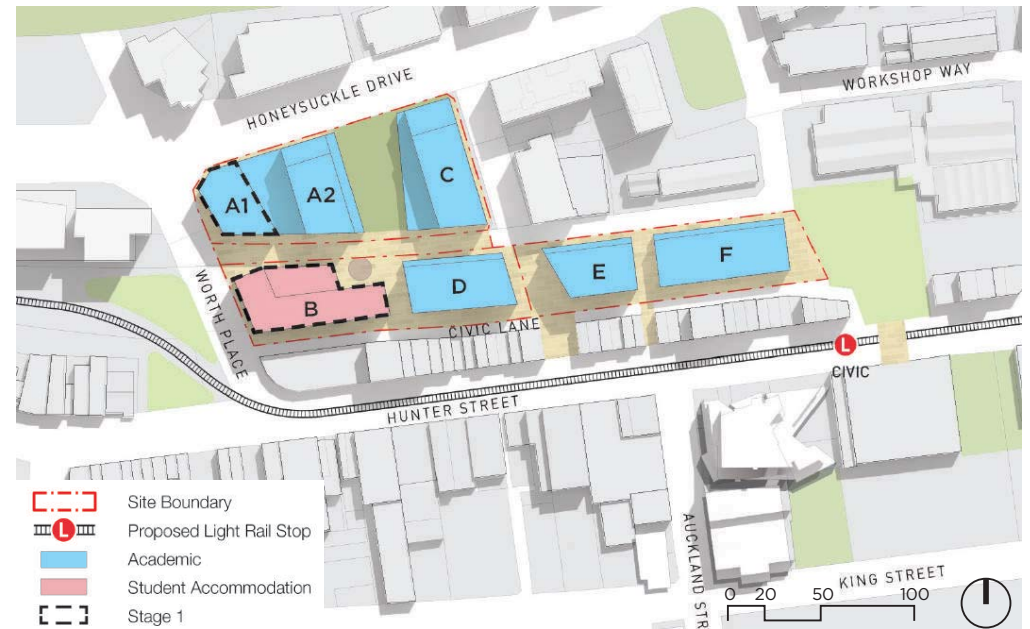 HONEYSUCKLE DRIVE
WORKSHOP WAY
A1
A2
C
WORTH PLACE
B
D
E
F
CIVIC LANE
L
CIVIC
HUNTER STREET
AUCKLAND STR
KING STREET
Site Boundary
L
Proposed Light Rail Stop
Academic
Student Accommodation
Stage 1
0 20 50 100